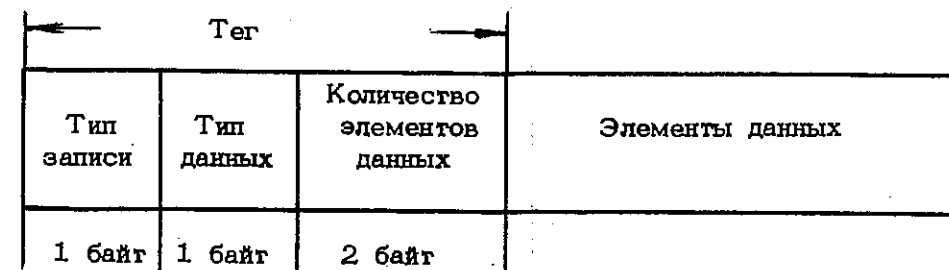 Тег
Тип записи
Тип данных
Количество элементов данных
Элементы данных
1 байт
1 байт
2 байт